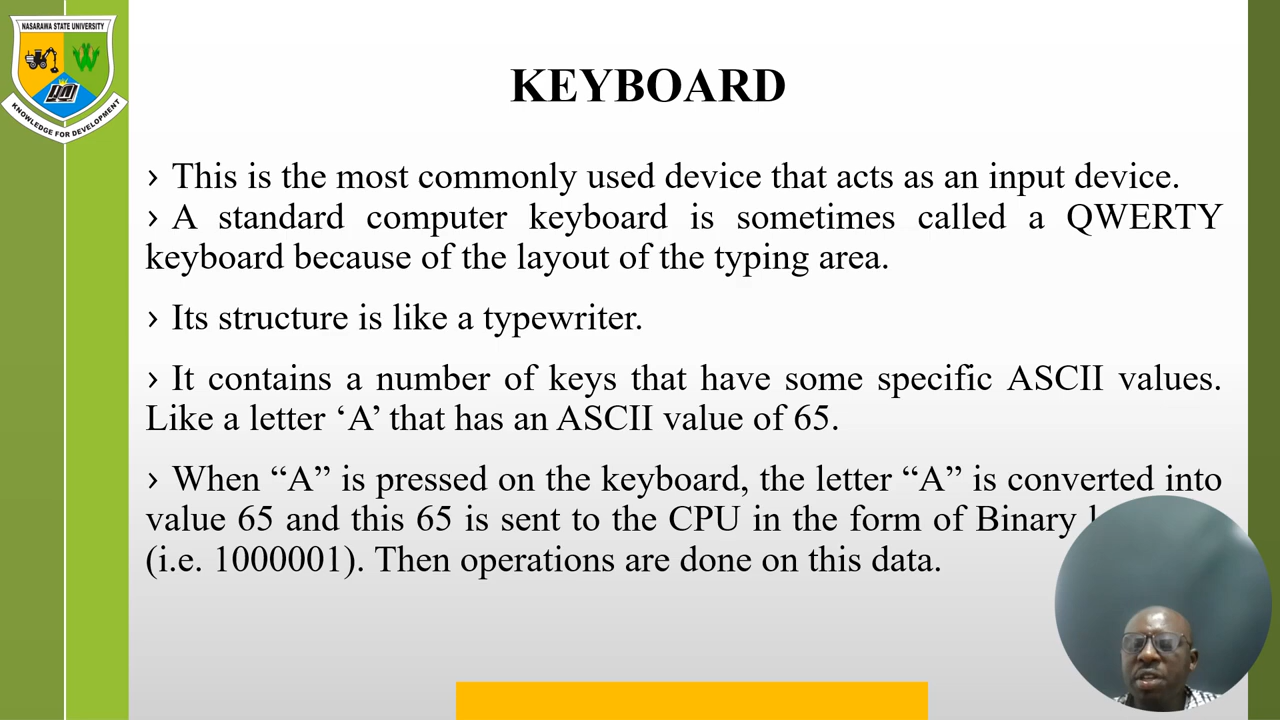 NASARAWA STATE UNIVERSITY
KNOWLEDGE FOR DEVELOPMENT
KEYBOARD
› This is the most commonly used device that acts as an input device.
› A standard computer keyboard is sometimes called a QWERTY
keyboard because of the layout of the typing area.
› Its structure is like a typewriter.
› It contains a number of keys that have some specific ASCII values.
Like a letter ‘A’ that has an ASCII value of 65.
› When “A” is pressed on the keyboard, the letter “A” is converted into
value 65 and this 65 is sent to the CPU in the form of Binary
(i.e. 1000001). Then operations are done on this data.